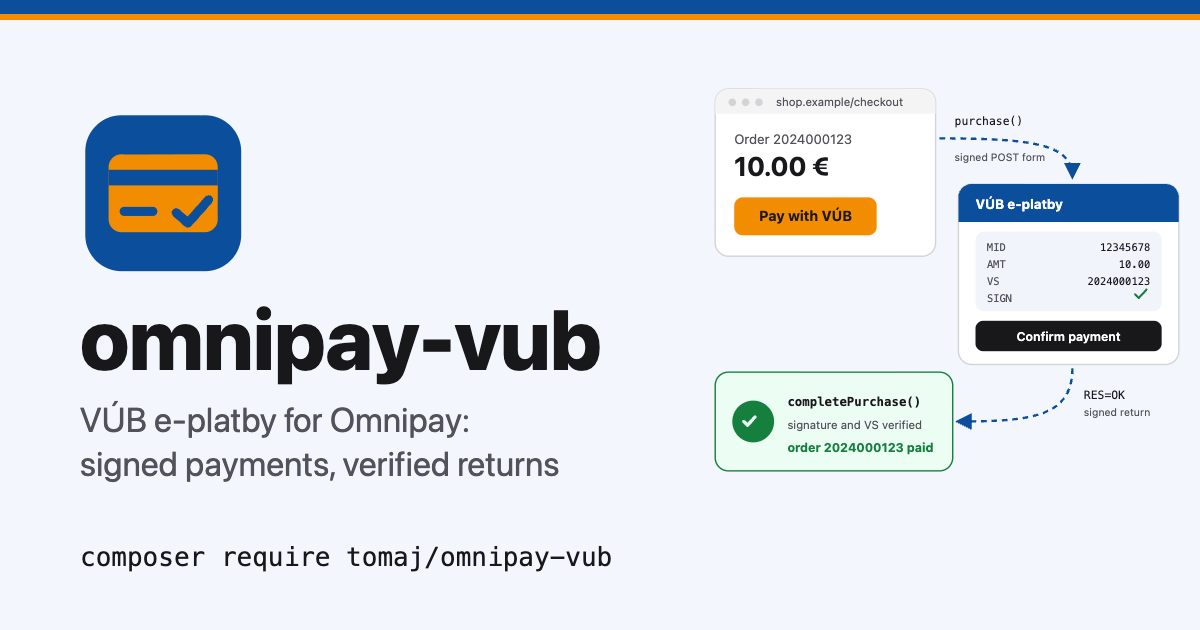 omnipay-vub
VÚB e-platby for Omnipay:
signed payments, verified returns
composer require tomaj/omnipay-vub
shop.example/checkout
Order 2024000123
10.00 €
Pay with VÚB
purchase()
signed POST form
VÚB e-platby
MID 12345678
AMT 10.00
VS 2024000123
SIGN
Confirm payment
RES=OK
signed return
completePurchase()
signature and VS verified
order 2024000123 paid